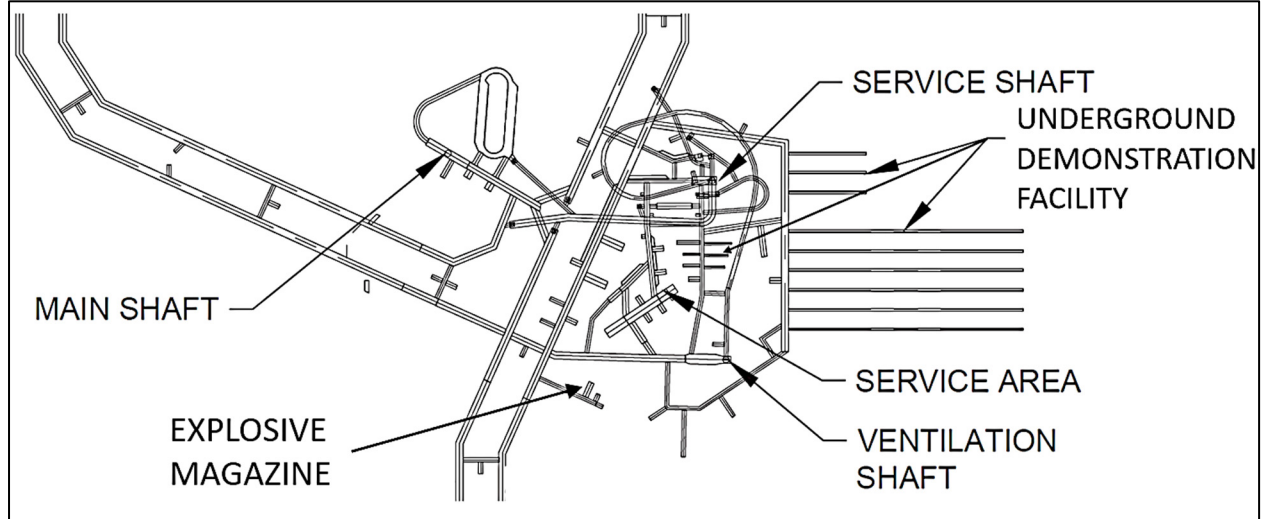 SERVICE SHAFT
UNDERGROUND
DEMONSTRATION
FACILITY
MAIN SHAFT
SERVICE AREA
EXPLOSIVE
MAGAZINE
VENTILATION
SHAFT